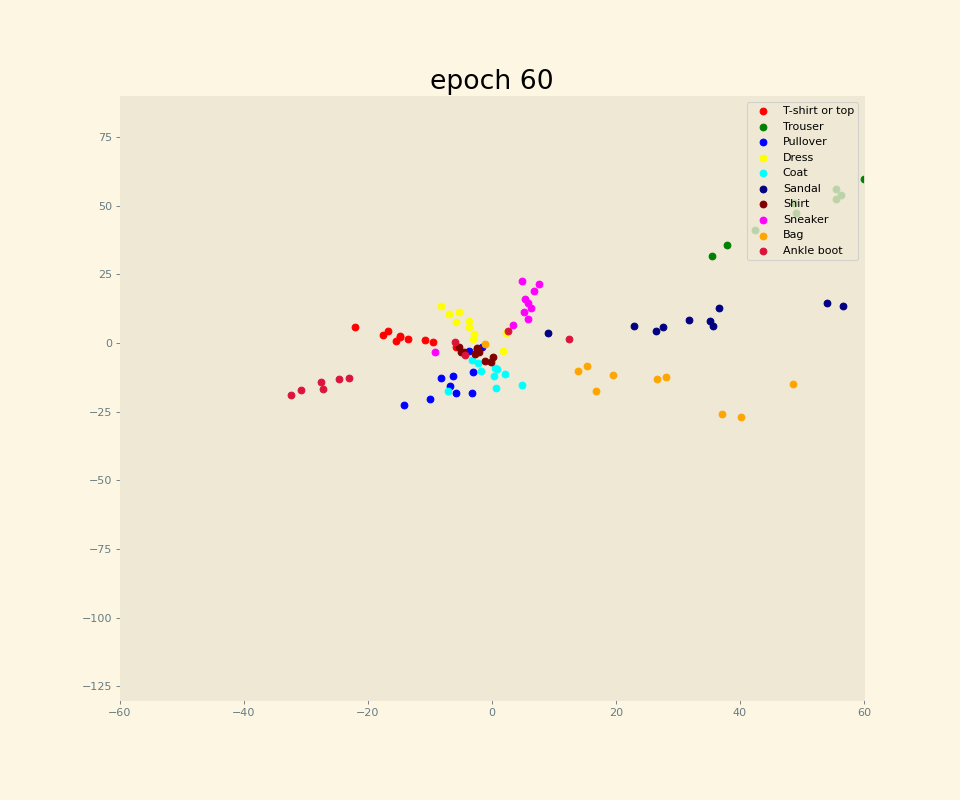 epoch 60
75
50
25
0
−25
−50
−75
−100
−125
−60
−40
−20
0
20
40
60
T-shirt or top
Trouser
Pullover
Dress
Coat
Sandal
Shirt
Sneaker
Bag
Ankle boot